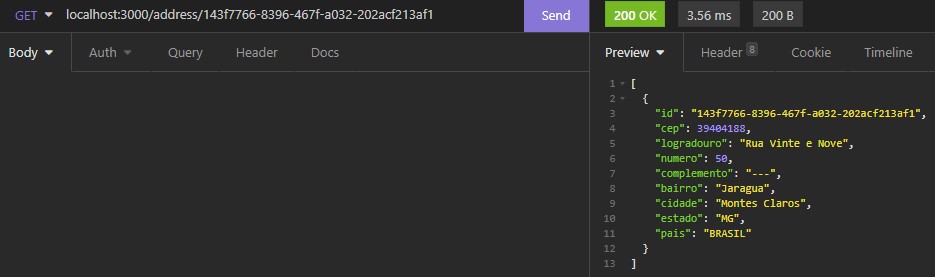 GET localhost:3000/address/143f7766-8396-467f-a032-202acf213af1 Send 200 OK 3.56 ms 200 B
Body Auth Query Header Docs Preview Header 8 Cookie Timeline
1 [
2 {
3 "id": "143f7766-8396-467f-a032-202acf213af1",
4 "cep": 39404188,
5 "logradouro": "Rua Vinte e Nove",
6 "numero": 50,
7 "complemento": "---",
8 "bairro": "Jaragua",
9 "cidade": "Montes Claros",
10 "estado": "MG",
11 "pais": "BRASIL"
12 }
13 ]